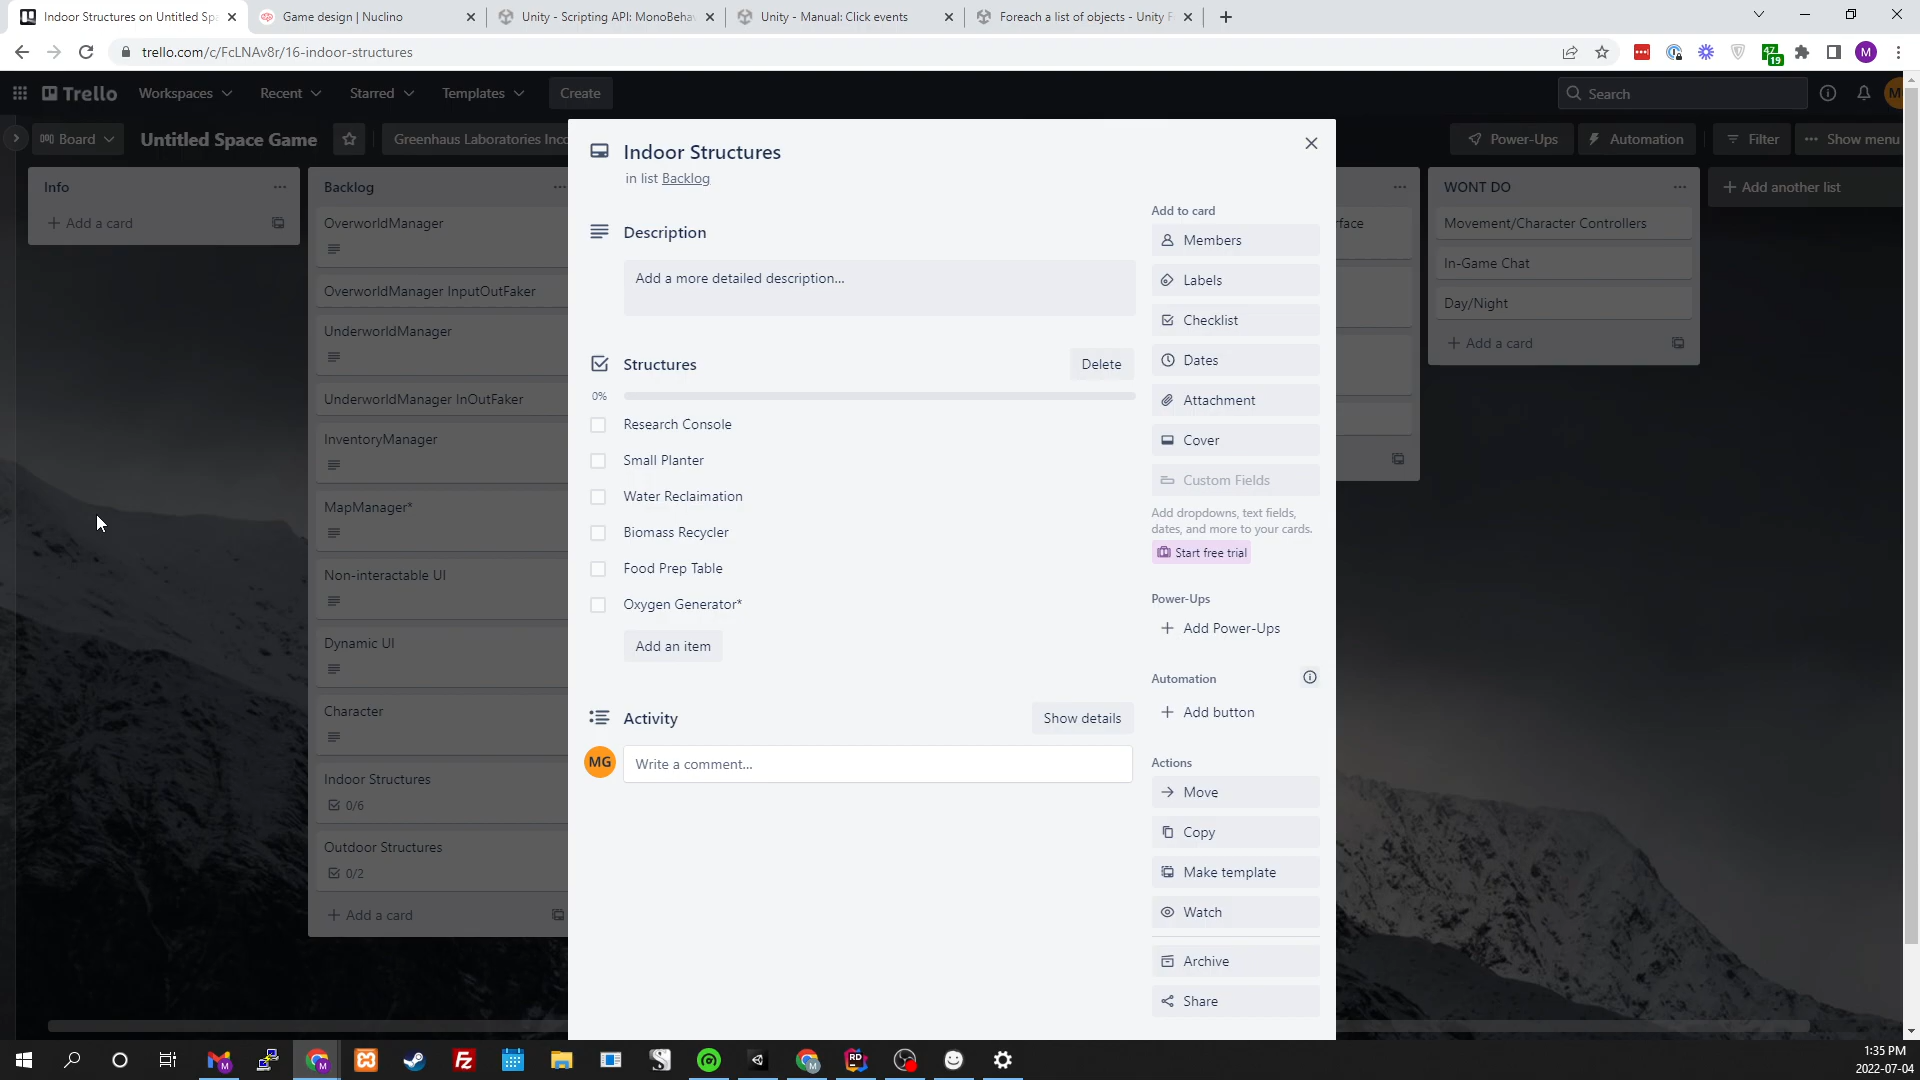 Indoor Structures on Untitled Spa
Game design | Nuclino
Unity - Scripting API: MonoBehav
Unity - Manual: Click events
Foreach a list of objects - Unity F
trello.com/c/FcLNAv8r/16-indoor-structures
47
19
M
Trello
Workspaces
Recent
Starred
Templates
Create
Search
Board
Untitled Space Game
Greenhaus Laboratories Inco
Power-Ups
Automation
Filter
Show menu
Info
Add a card
Backlog
OverworldManager
OverworldManager InputOutFaker
UnderworldManager
UnderworldManager InOutFaker
InventoryManager
MapManager*
Non-interactable UI
Dynamic UI
Character
Indoor Structures
0/6
Outdoor Structures
0/2
Add a card
Indoor Structures
in list Backlog
Description
Add a more detailed description...
Structures
Delete
0%
Research Console
Small Planter
Water Reclaimation
Biomass Recycler
Food Prep Table
Oxygen Generator*
Add an item
Activity
Show details
MG
Write a comment...
Add to card
Members
Labels
Checklist
Dates
Attachment
Cover
Custom Fields
Add dropdowns, text fields,
dates, and more to your cards.
Start free trial
Power-Ups
Add Power-Ups
Automation
Add button
Actions
Move
Copy
Make template
Watch
Archive
Share
rface
WONT DO
Movement/Character Controllers
In-Game Chat
Day/Night
Add a card
Add another list
1:35 PM
2022-07-04